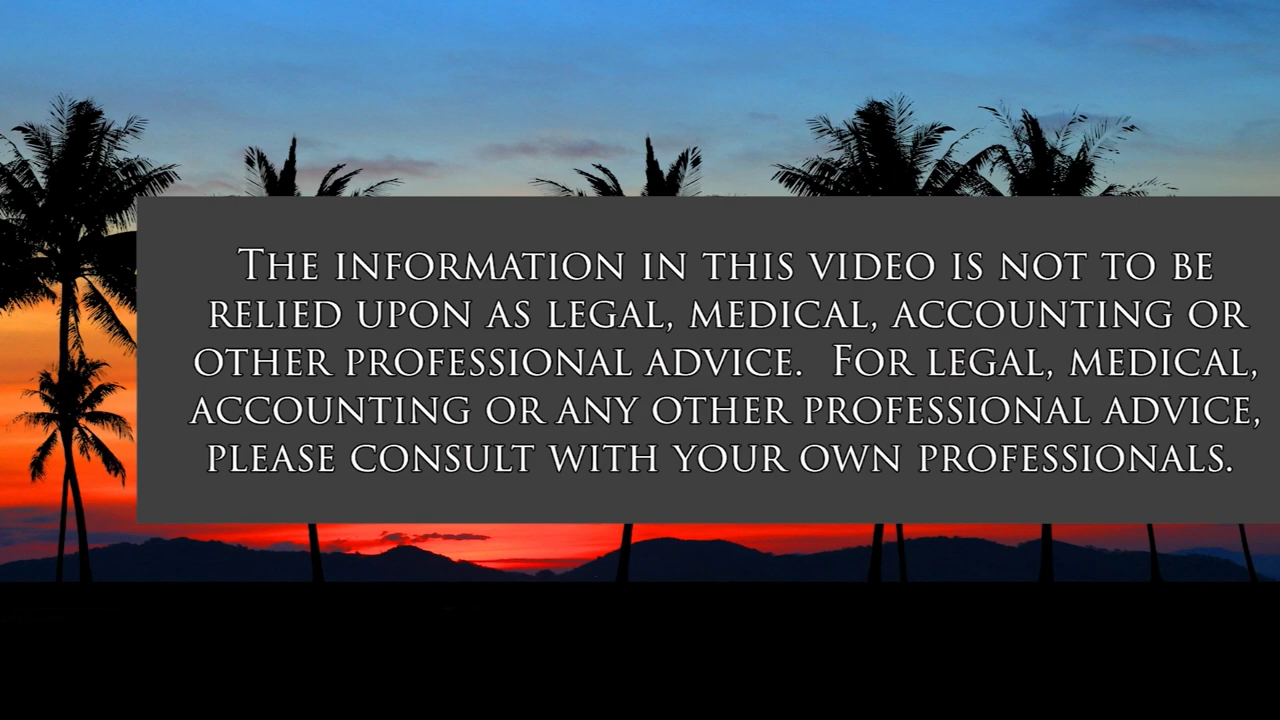 The information in this video is not to be
relied upon as legal, medical, accounting or
other professional advice.  For legal, medical,
accounting or any other professional advice,
please consult with your own professionals.